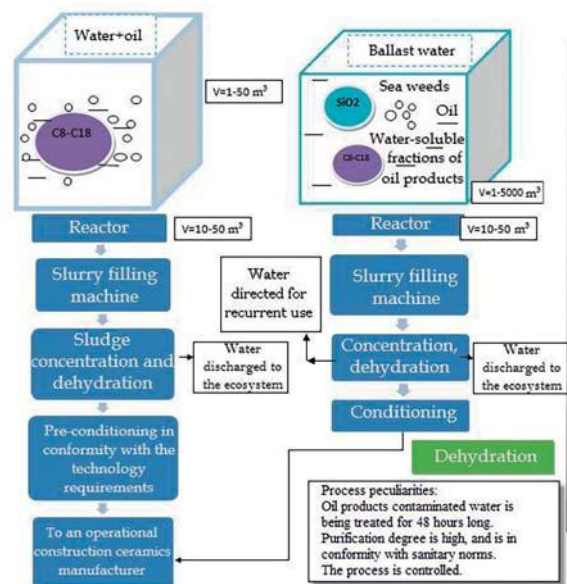 Water+oil
V=1-50 m³
C8-C18
Reactor
V=10-50 m³
Slurry filling
machine
Sludge
concentration and
dehydration
Water
discharged to
the ecosystem
Pre-conditioning in
conformity with the
technology
requirements
To an operational
construction ceramics
manufacturer
Ballast water
Sea weeds
SiO2
Oil
Water-soluble
fractions of
oil products
C8-C18
V=1-5000 m³
Reactor
V=10-50 m³
Water
directed for
recurrent use
Slurry filling
machine
Concentration,
dehydration
Water
discharged to
the ecosystem
Conditioning
Dehydration
Process peculiarities:
Oil products contaminated water is
being treated for 48 hours long.
Purification degree is high, and is in
conformity with sanitary norms.
The process is controlled.